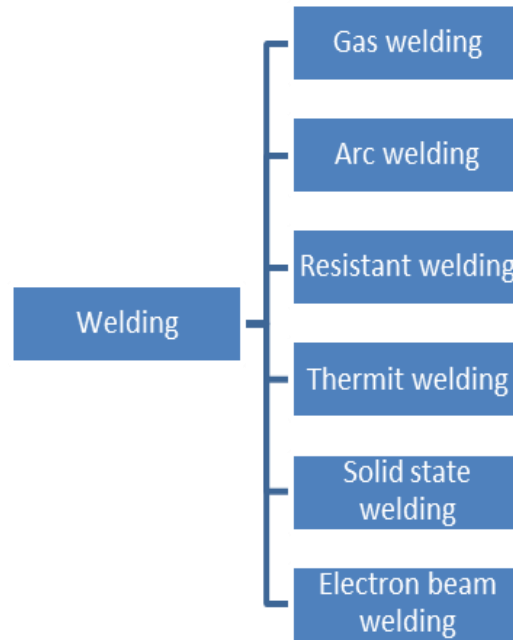 Gas welding
Arc welding
Resistant welding
Welding
Thermit welding
Solid state
welding
Electron beam
welding